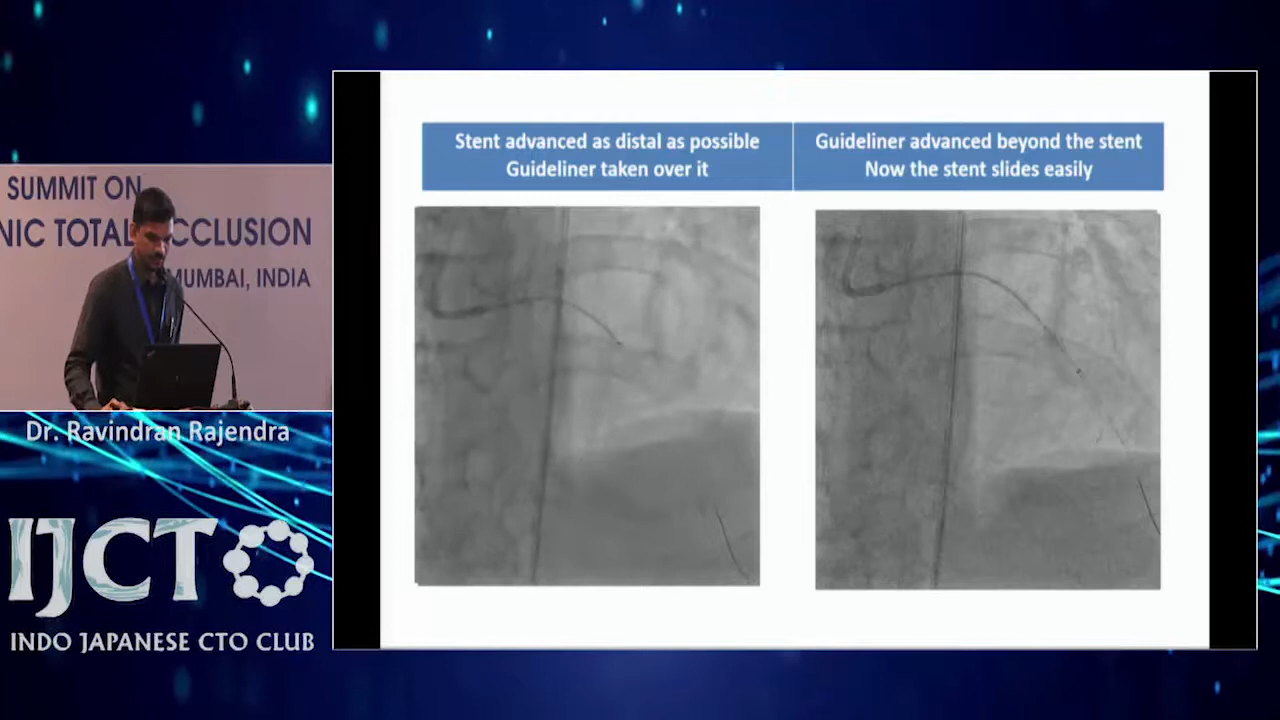 SUMMIT ON
NIC TOTAL CCLUSION
MUMBAI, INDIA
Dr. Ravindran Rajendra
IJCTO
INDO JAPANESE CTO CLUB
Stent advanced as distal as possible
Guideliner taken over it
Guideliner advanced beyond the stent
Now the stent slides easily